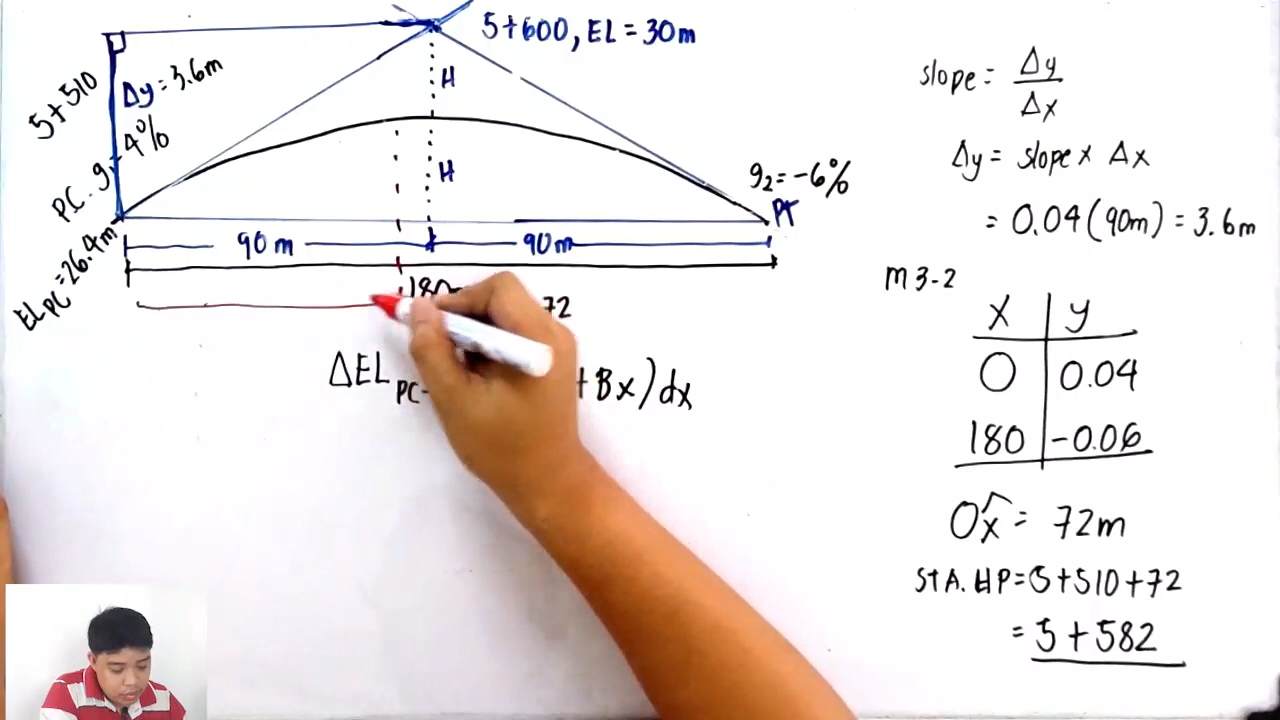 5+600, EL = 30m
5+510
Δy = 3.6m
H
PC. g₁ 4%
H
g₂ = -6%
PT
EL PC = 26.4m
90 m
90m
180
72
ΔEL PC-
+ Bx) dx
slope = Δy/Δx
Δy = slope x Δx
= 0.04 (90m) = 3.6m
M 3-2
X y
0 0.04
180 -0.06
0x̂ = 72m
STA. HP = 5+510+72
= 5+582